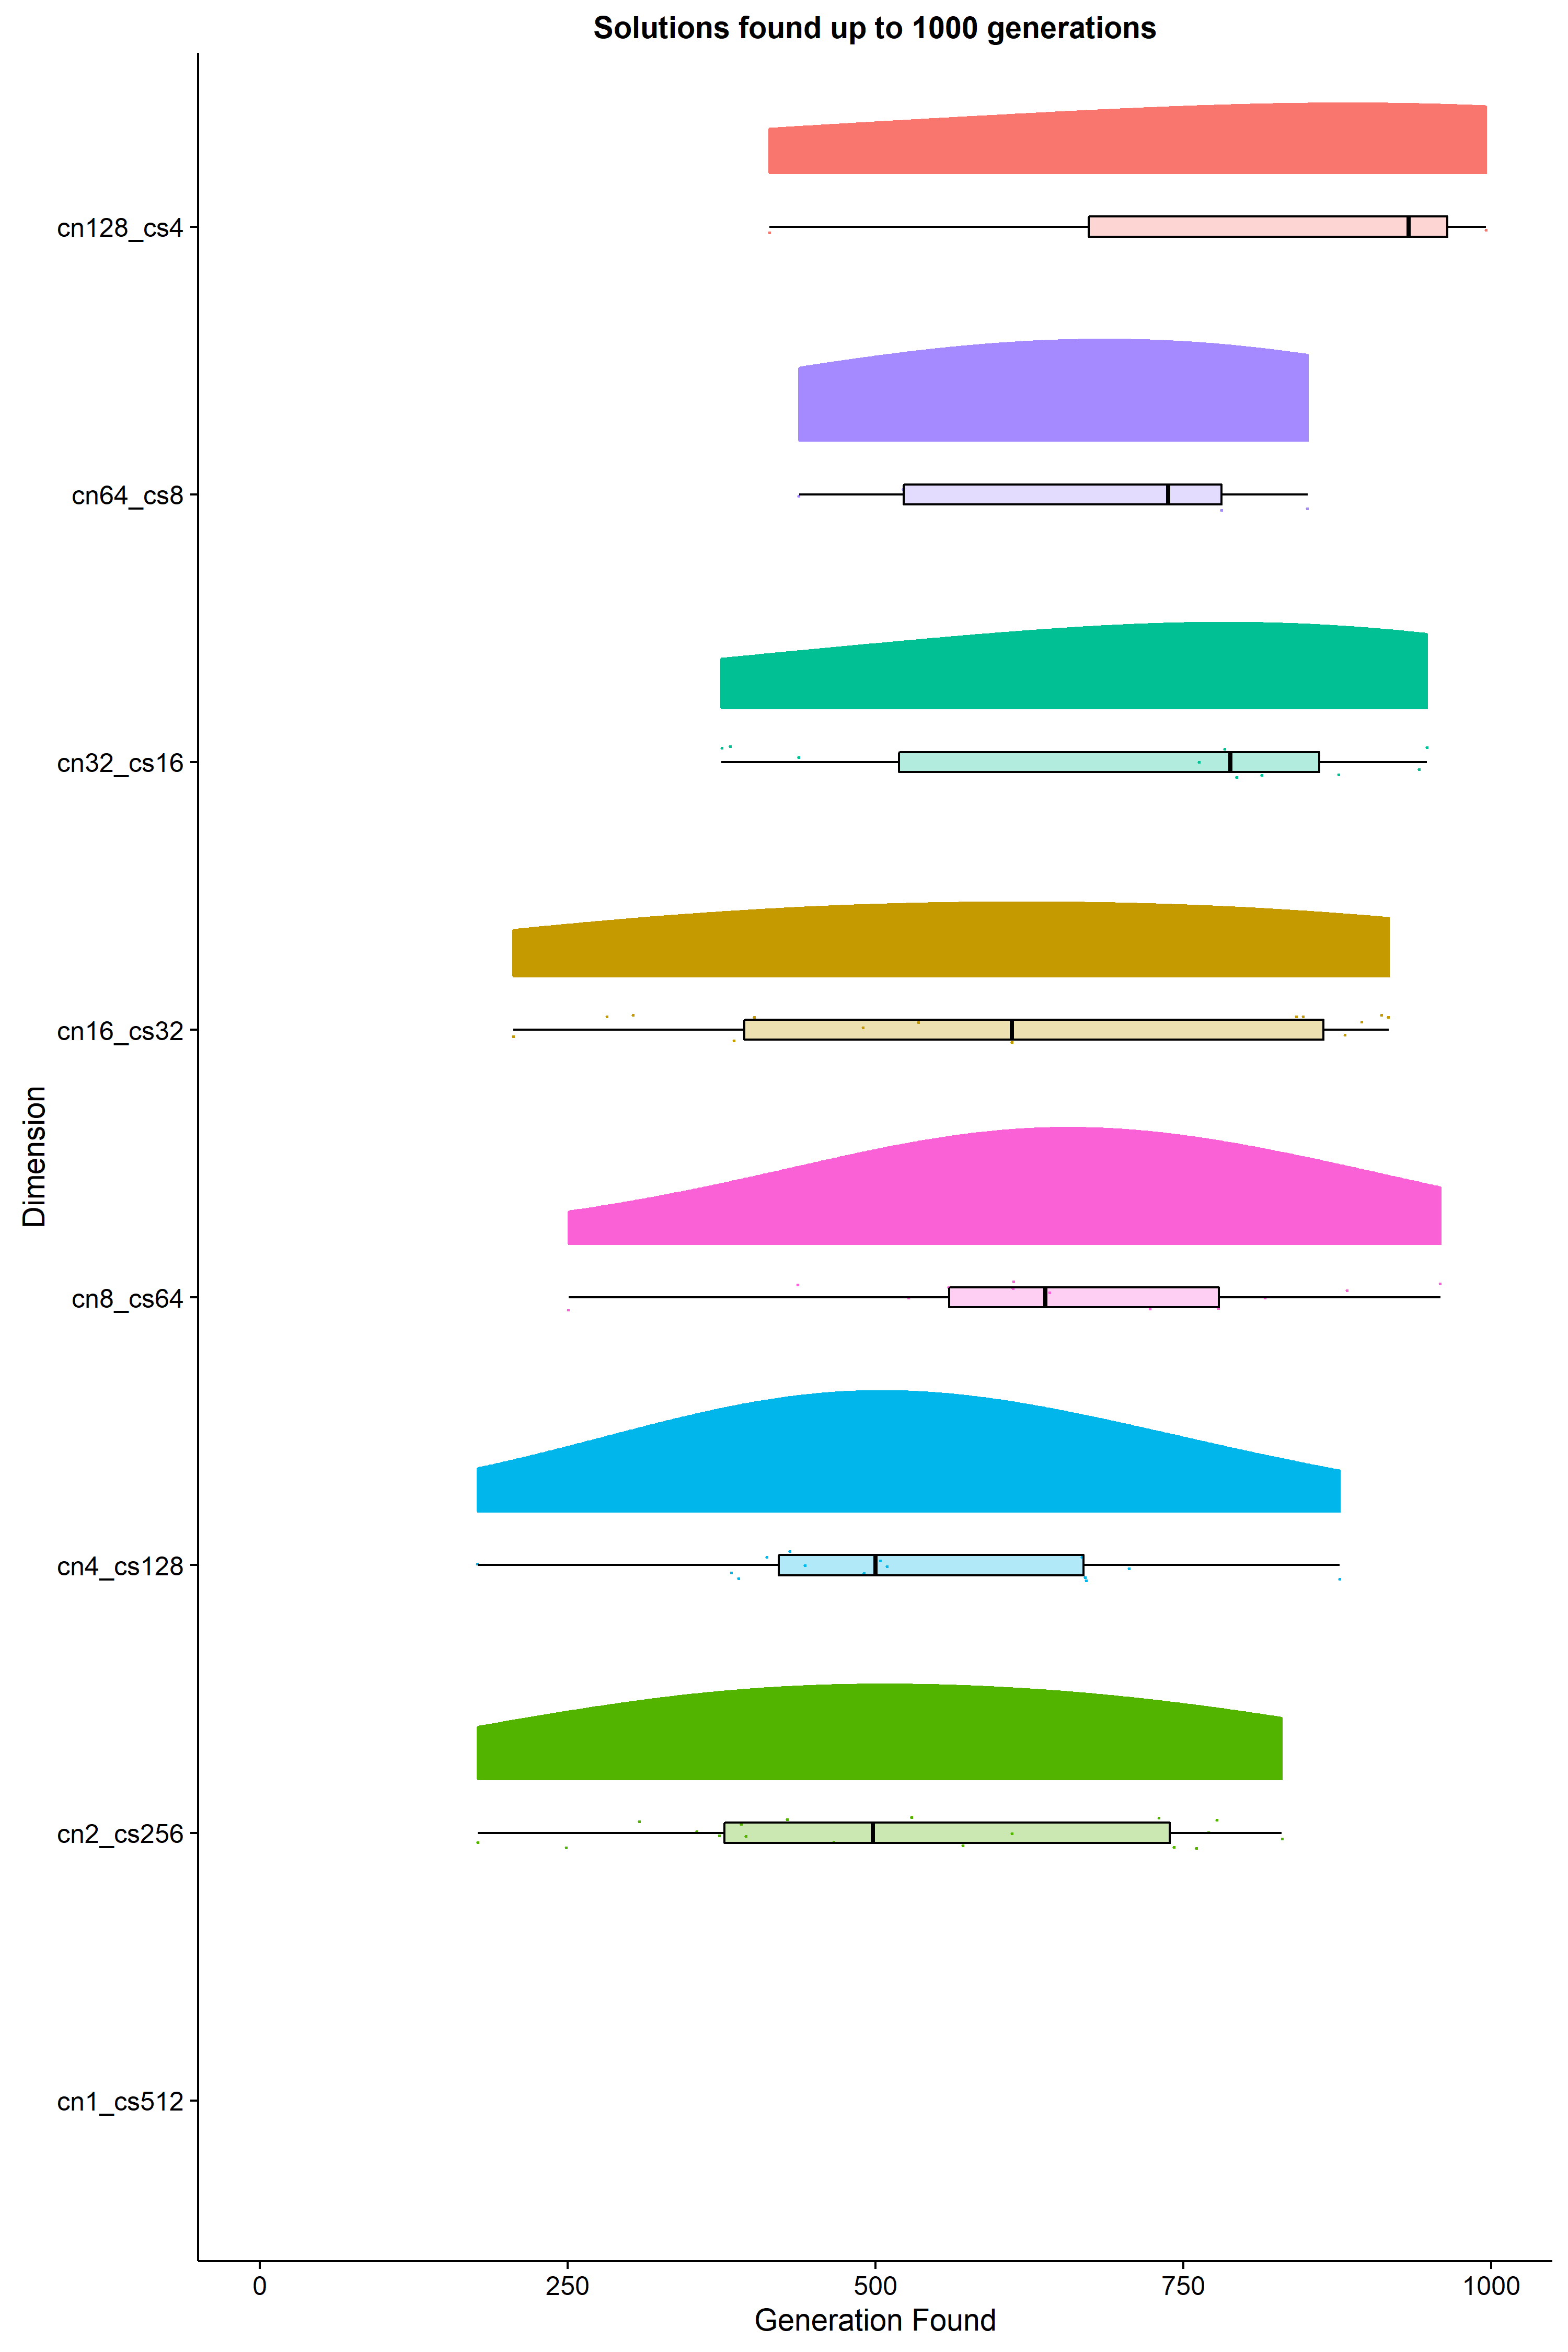 Solutions found up to 1000 generations
cn128_cs4
cn64_cs8
cn32_cs16
cn16_cs32
Dimension
cn8_cs64
cn4_cs128
cn2_cs256
cn1_cs512
0 250 500 750 1000
Generation Found